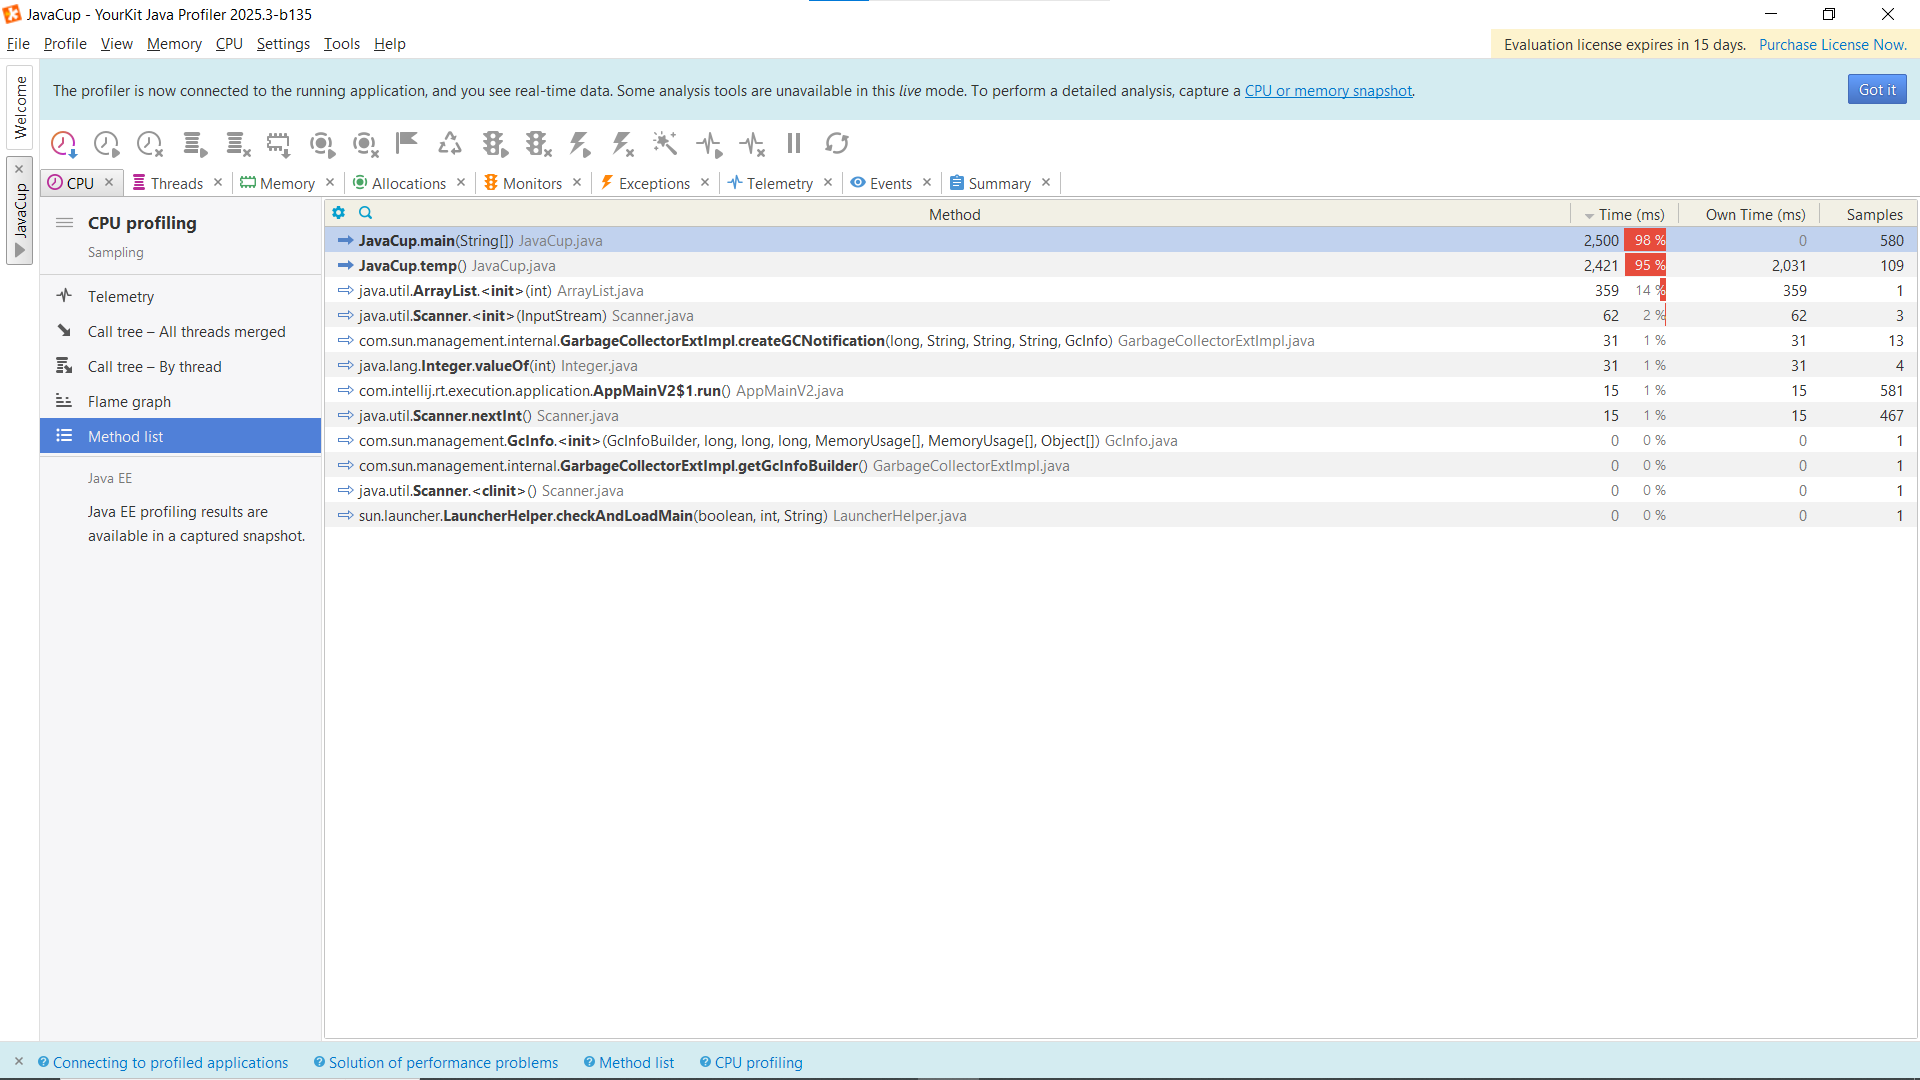 JavaCup - YourKit Java Profiler 2025.3-b135
File Profile View Memory CPU Settings Tools Help
Evaluation license expires in 15 days. Purchase License Now.
Welcome
JavaCup
The profiler is now connected to the running application, and you see real-time data. Some analysis tools are unavailable in this live mode. To perform a detailed analysis, capture a CPU or memory snapshot.
Got it
CPU Threads Memory Allocations Monitors Exceptions Telemetry Events Summary
CPU profiling
Sampling
Telemetry
Call tree – All threads merged
Call tree – By thread
Flame graph
Method list
Java EE
Java EE profiling results are
available in a captured snapshot.
Method Time (ms) Own Time (ms) Samples
JavaCup.main(String[]) JavaCup.java 2,500 98 % 0 580
JavaCup.temp() JavaCup.java 2,421 95 % 2,031 109
java.util.ArrayList.<init>(int) ArrayList.java 359 14 % 359 1
java.util.Scanner.<init>(InputStream) Scanner.java 62 2 % 62 3
com.sun.management.internal.GarbageCollectorExtImpl.createGCNotification(long, String, String, String, GcInfo) GarbageCollectorExtImpl.java 31 1 % 31 13
java.lang.Integer.valueOf(int) Integer.java 31 1 % 31 4
com.intellij.rt.execution.application.AppMainV2$1.run() AppMainV2.java 15 1 % 15 581
java.util.Scanner.nextInt() Scanner.java 15 1 % 15 467
com.sun.management.GcInfo.<init>(GcInfoBuilder, long, long, long, MemoryUsage[], MemoryUsage[], Object[]) GcInfo.java 0 0 % 0 1
com.sun.management.internal.GarbageCollectorExtImpl.getGcInfoBuilder() GarbageCollectorExtImpl.java 0 0 % 0 1
java.util.Scanner.<clinit>() Scanner.java 0 0 % 0 1
sun.launcher.LauncherHelper.checkAndLoadMain(boolean, int, String) LauncherHelper.java 0 0 % 0 1
Connecting to profiled applications Solution of performance problems Method list CPU profiling